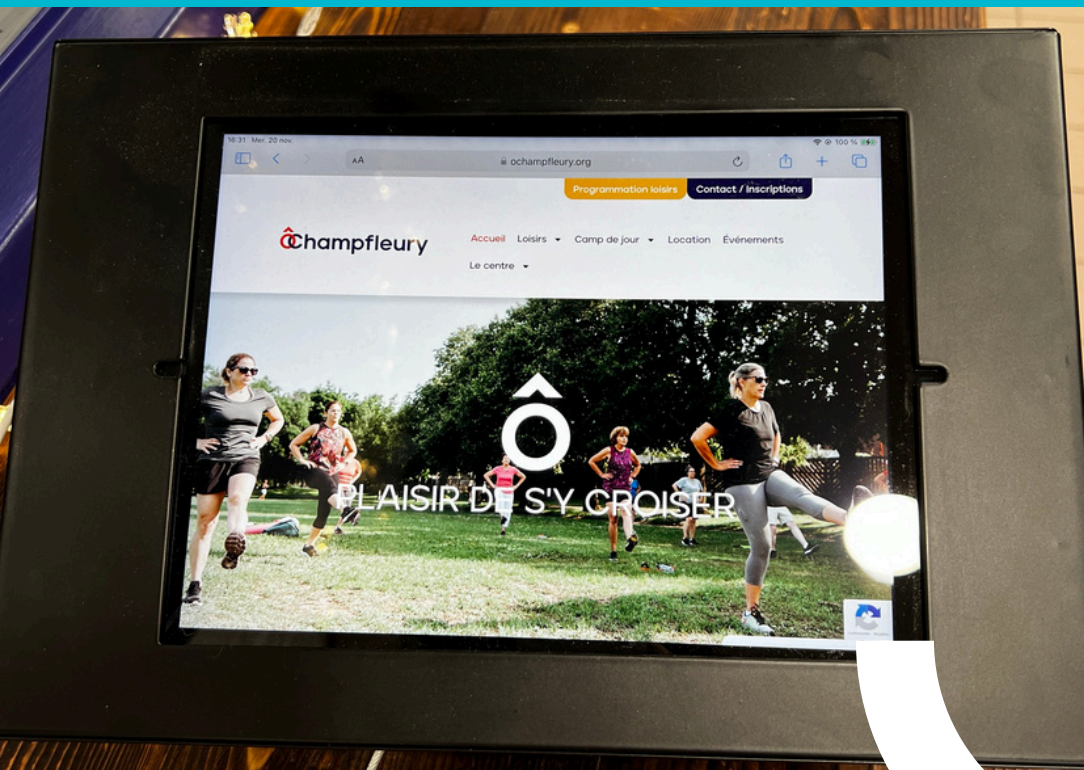 16:31 Mer. 20 nov.
100 %
AA
ochampfleury.org
Programmation loisirs
Contact / Inscriptions
ÔChampfleury
Accueil Loisirs Camp de jour Location Événements
Le centre
Ô
PLAISIR DE S'Y CROISER